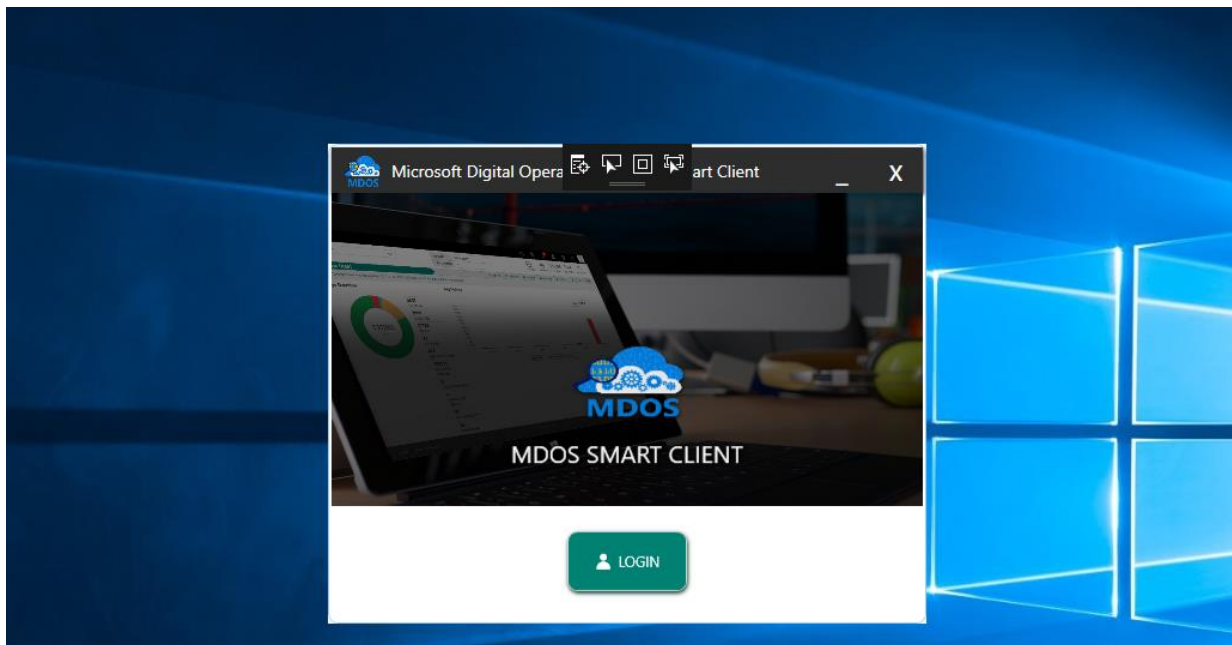 MDOS
Microsoft Digital Opera
art Client
_ X
MDOS
MDOS SMART CLIENT
LOGIN